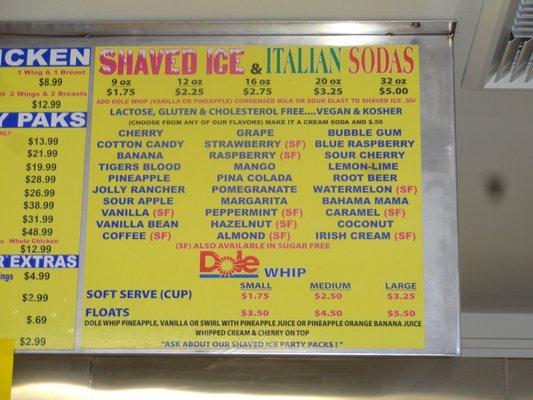 CHICKEN
1 Wing & 1 Breast
$8.99
2 Wings & 2 Breasts
$12.99
Y PAKS
ONLY
$13.99
$21.99
$19.99
$28.99
$26.99
$38.99
$31.99
$48.99
Whole Chicken
$12.99
R EXTRAS
ings $4.99
$2.99
$.69
$2.99
SHAVED ICE & ITALIAN SODAS
9 oz 12 oz 16 oz 20 oz 32 oz
$1.75 $2.25 $2.75 $3.25 $5.00
ADD DOLE WHIP (VANILLA OR PINEAPPLE) CONDENSED MILK OR SOUR BLAST TO SHAVED ICE .50/
LACTOSE, GLUTEN & CHOLESTEROL FREE....VEGAN & KOSHER
(CHOOSE FROM ANY OF OUR FLAVORS) MAKE IT A CREAM SODA ADD $.50
CHERRY GRAPE BUBBLE GUM
COTTON CANDY STRAWBERRY (SF) BLUE RASPBERRY
BANANA RASPBERRY (SF) SOUR CHERRY
TIGERS BLOOD MANGO LEMON-LIME
PINEAPPLE PINA COLADA ROOT BEER
JOLLY RANCHER POMEGRANATE WATERMELON (SF)
SOUR APPLE MARGARITA BAHAMA MAMA
VANILLA (SF) PEPPERMINT (SF) CARAMEL (SF)
VANILLA BEAN HAZELNUT (SF) COCONUT
COFFEE (SF) ALMOND (SF) IRISH CREAM (SF)
(SF) ALSO AVAILABLE IN SUGAR FREE
Dole WHIP
SMALL MEDIUM LARGE
SOFT SERVE (CUP) $1.75 $2.50 $3.25
FLOATS $3.50 $4.50 $5.50
DOLE WHIP PINEAPPLE, VANILLA OR SWIRL WITH PINEAPPLE JUICE OR PINEAPPLE ORANGE BANANA JUICE
WHIPPED CREAM & CHERRY ON TOP
"ASK ABOUT OUR SHAVED ICE PARTY PACKS!"